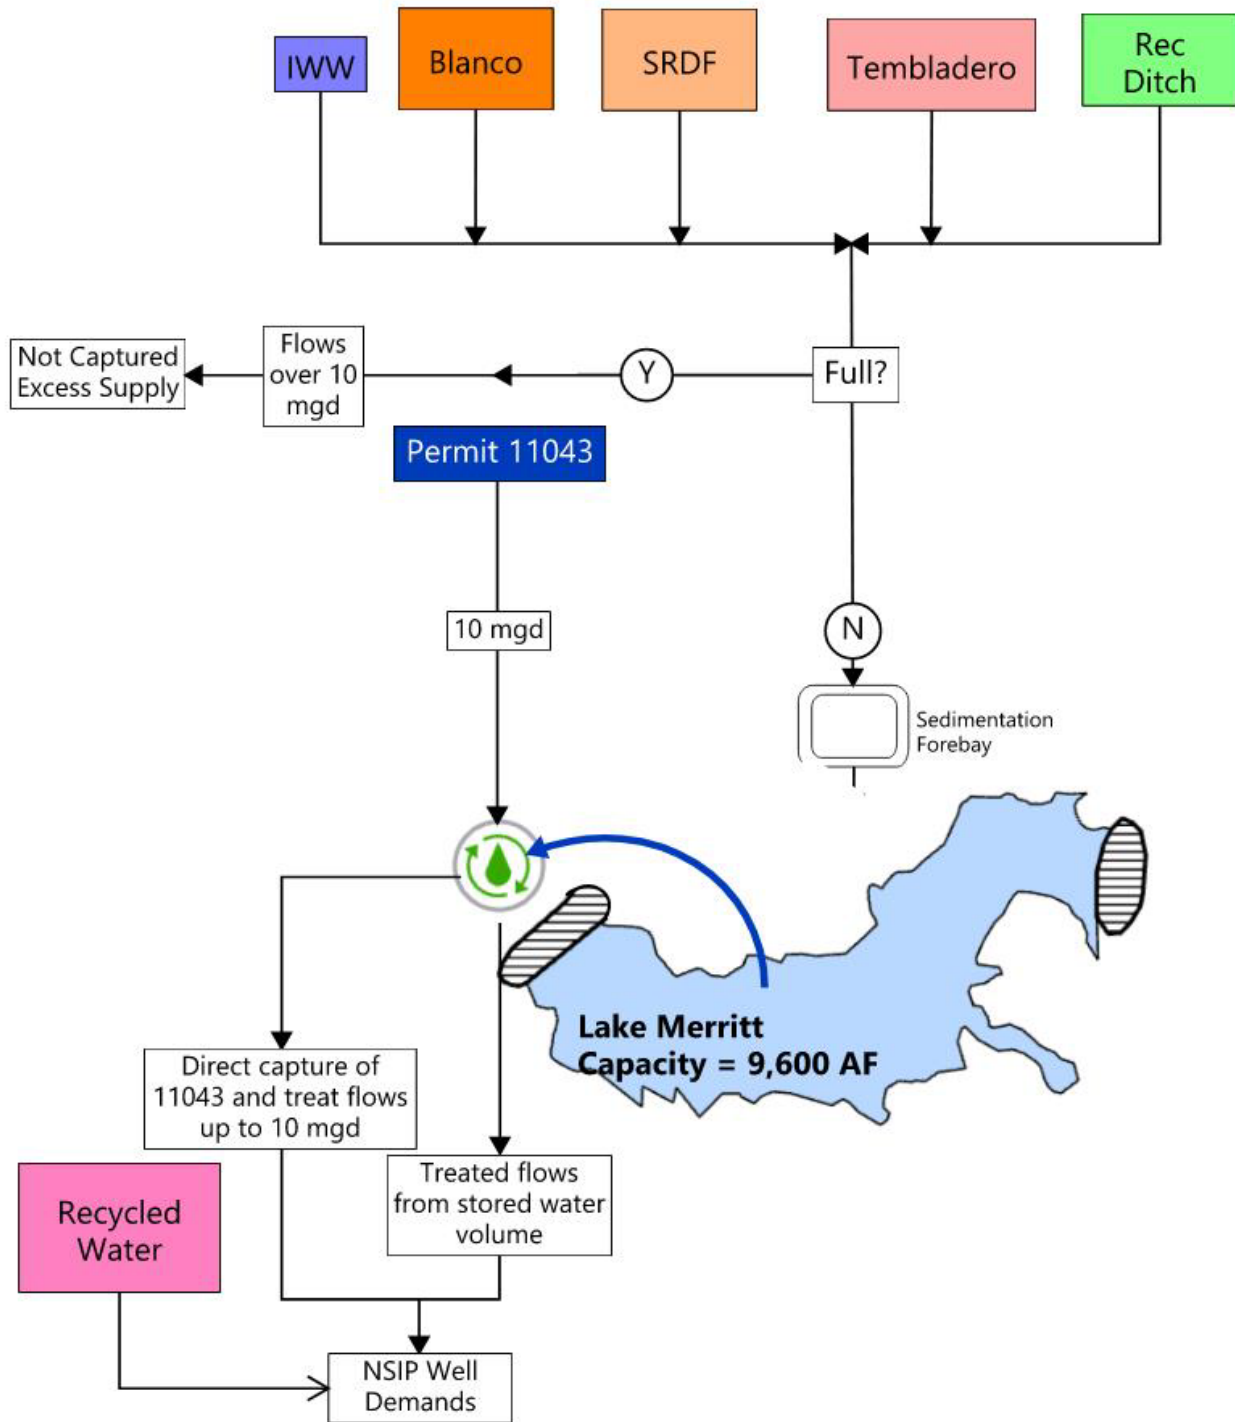 IWW
Blanco
SRDF
Tembladero
Rec
Ditch
Not Captured
Excess Supply
Flows
over 10
mgd
Y
Full?
Permit 11043
10 mgd
N
Sedimentation
Forebay
Lake Merritt
Capacity = 9,600 AF
Direct capture of
11043 and treat flows
up to 10 mgd
Treated flows
from stored water
volume
Recycled
Water
NSIP Well
Demands